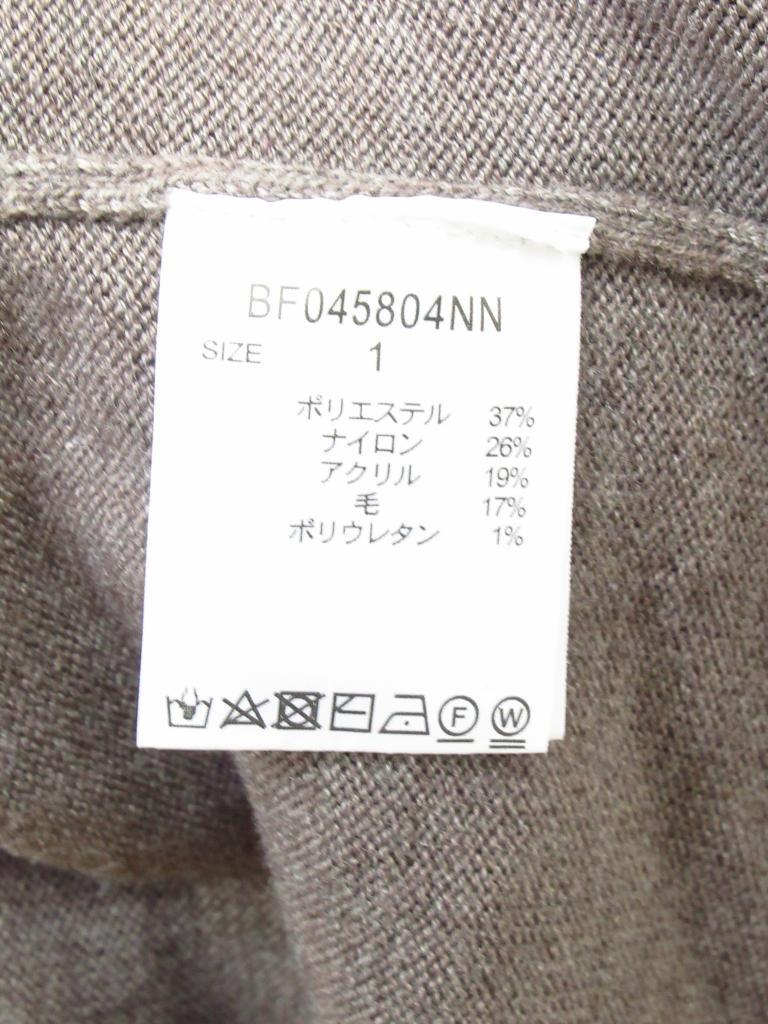 BF045804NN
SIZE 1
ポリエステル 37%
ナイロン 26%
アクリル 19%
毛 17%
ポリウレタン 1%
F W